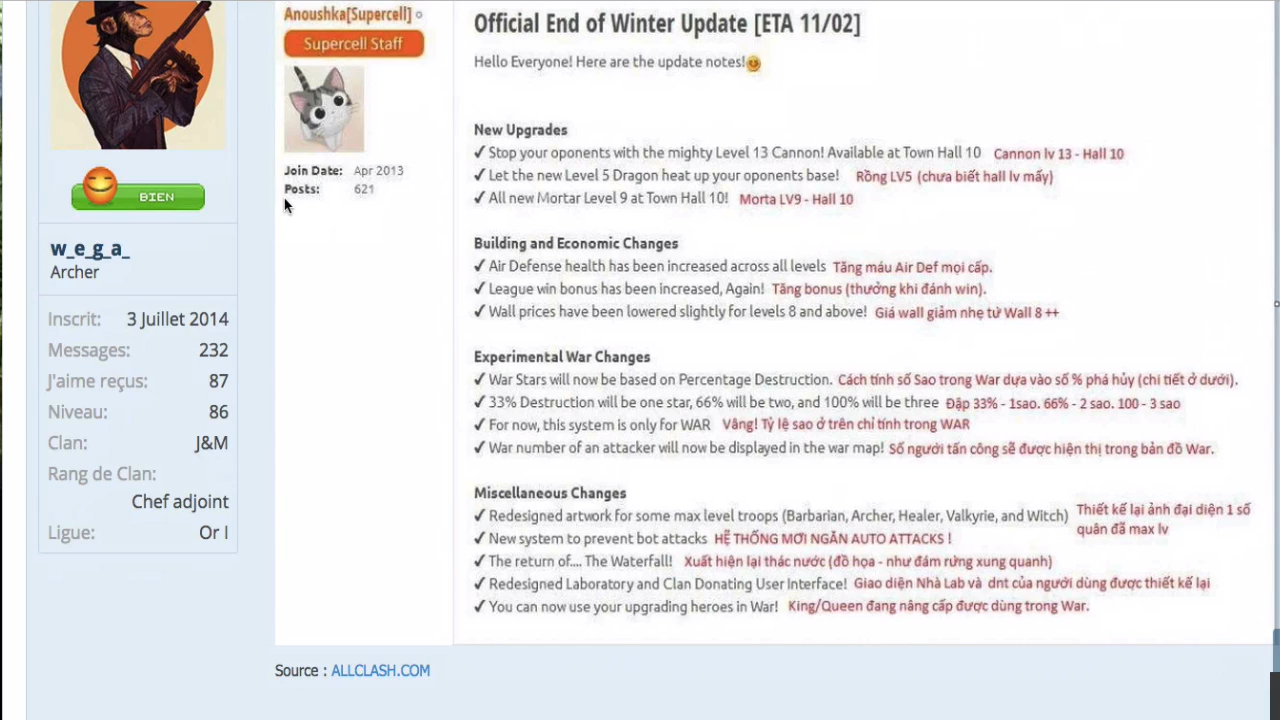 BIEN
w_e_g_a_
Archer
Inscrit: 3 Juillet 2014
Messages: 232
J'aime reçus: 87
Niveau: 86
Clan: J&M
Rang de Clan:
Chef adjoint
Ligue: Or I
Anoushka[Supercell]
Supercell Staff
Join Date: Apr 2013
Posts: 621
Official End of Winter Update [ETA 11/02]
Hello Everyone! Here are the update notes!
New Upgrades
✓ Stop your oponents with the mighty Level 13 Cannon! Available at Town Hall 10 Cannon lv 13 - Hall 10
✓ Let the new Level 5 Dragon heat up your oponents base! Rồng LV5 (chưa biết hall lv mấy)
✓ All new Mortar Level 9 at Town Hall 10! Morta LV9 - Hall 10
Building and Economic Changes
✓ Air Defense health has been increased across all levels Tăng máu Air Def mọi cấp.
✓ League win bonus has been increased, Again! Tăng bonus (thưởng khi đánh win).
✓ Wall prices have been lowered slightly for levels 8 and above! Giá wall giảm nhẹ từ Wall 8 ++
Experimental War Changes
✓ War Stars will now be based on Percentage Destruction. Cách tính số Sao trong War dựa vào số % phá hủy (chi tiết ở dưới).
✓ 33% Destruction will be one star, 66% will be two, and 100% will be three Đập 33% - 1sao. 66% - 2 sao. 100 - 3 sao
✓ For now, this system is only for WAR Vâng! Tỷ lệ sao ở trên chỉ tính trong WAR
✓ War number of an attacker will now be displayed in the war map! Số người tấn công sẽ được hiện thị trong bản đồ War.
Miscellaneous Changes
✓ Redesigned artwork for some max level troops (Barbarian, Archer, Healer, Valkyrie, and Witch) Thiết kế lại ảnh đại diện 1 số
quân đã max lv
✓ New system to prevent bot attacks HỆ THỐNG MƠI NGĂN AUTO ATTACKS !
✓ The return of.... The Waterfall! Xuất hiện lại thác nước (đồ họa - như đám rừng xung quanh)
✓ Redesigned Laboratory and Clan Donating User Interface! Giao diện Nhà Lab và dnt của người dùng được thiết kế lại
✓ You can now use your upgrading heroes in War! King/Queen đang nâng cấp được dùng trong War.
Source : ALLCLASH.COM